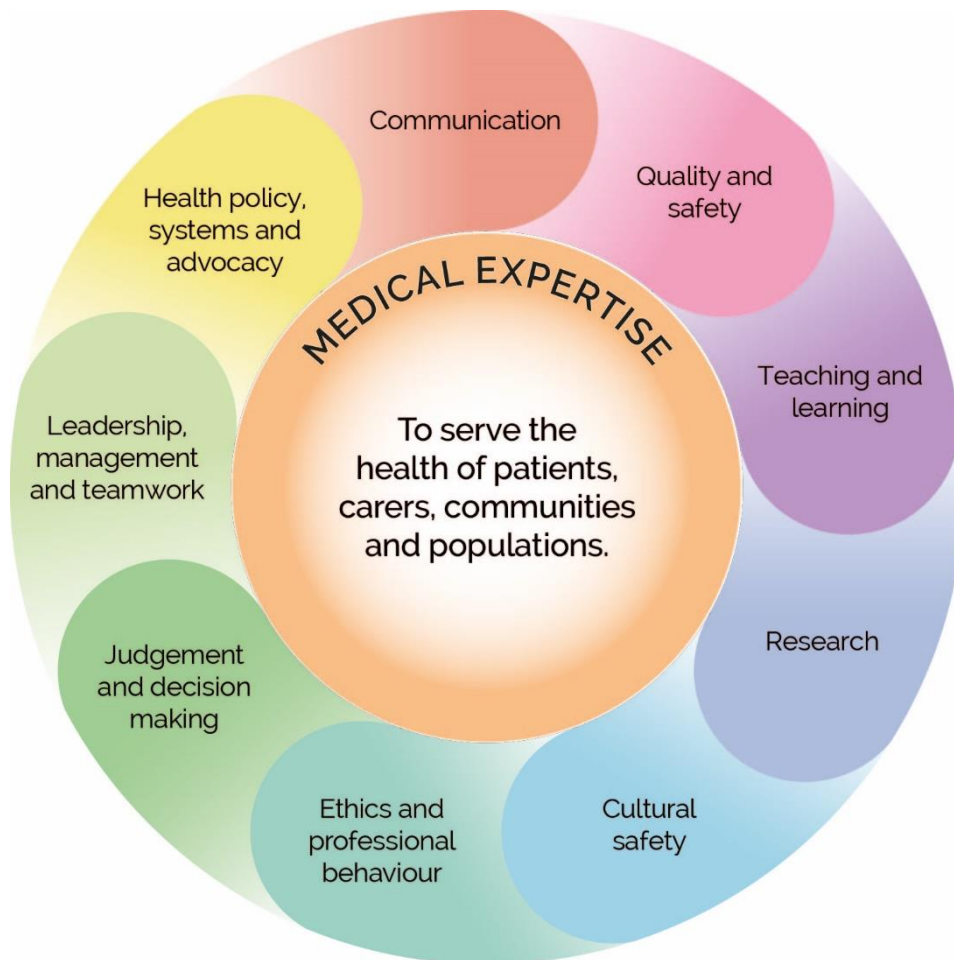 Communication
Quality and
safety
Teaching and
learning
Research
Cultural
safety
Ethics and
professional
behaviour
Judgement
and decision
making
Leadership,
management
and teamwork
Health policy,
systems and
advocacy
MEDICAL EXPERTISE
To serve the
health of patients,
carers, communities
and populations.